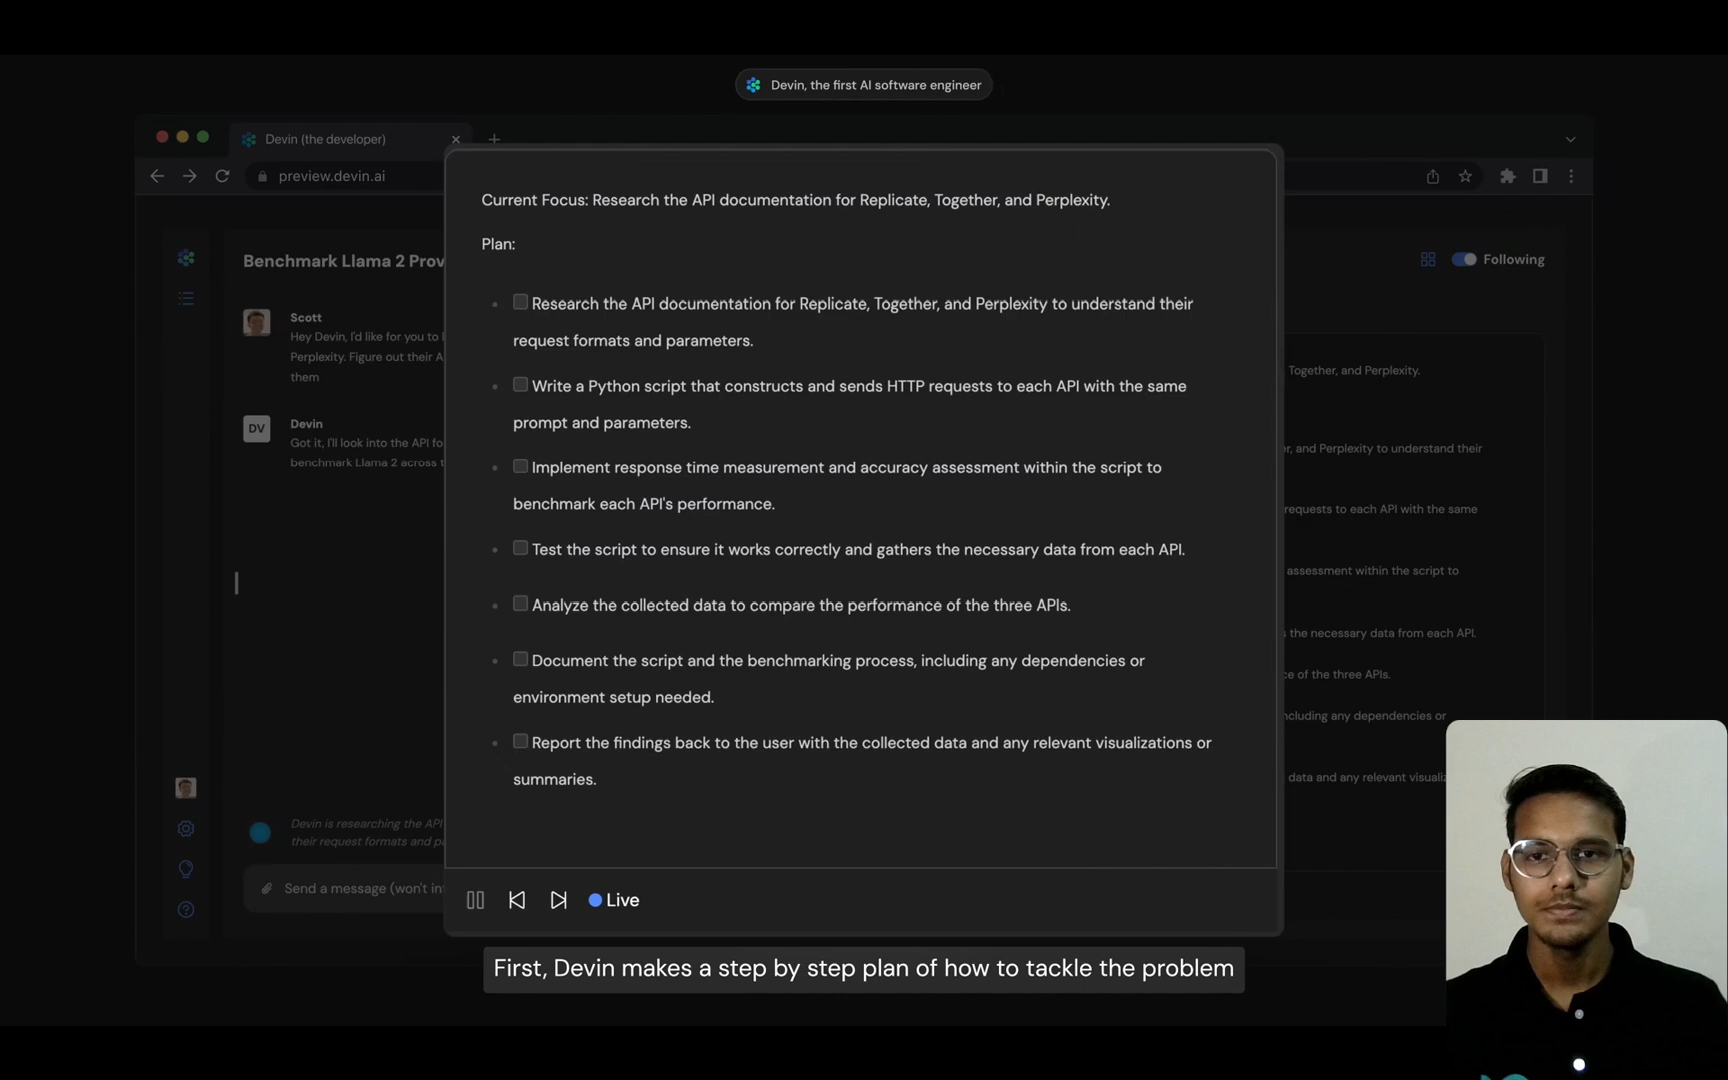 Devin, the first AI software engineer
Devin (the developer)
preview.devin.ai
Current Focus: Research the API documentation for Replicate, Together, and Perplexity.
Plan:
Research the API documentation for Replicate, Together, and Perplexity to understand their
request formats and parameters.
Write a Python script that constructs and sends HTTP requests to each API with the same
prompt and parameters.
Implement response time measurement and accuracy assessment within the script to
benchmark each API's performance.
Test the script to ensure it works correctly and gathers the necessary data from each API.
Analyze the collected data to compare the performance of the three APIs.
Document the script and the benchmarking process, including any dependencies or
environment setup needed.
Report the findings back to the user with the collected data and any relevant visualizations or
summaries.
Live
Benchmark Llama 2 Prov
Scott
Hey Devin, I'd like for you to
Perplexity. Figure out their A
them
DV
Devin
Got it, I'll look into the API fo
benchmark Llama 2 across t
Devin is researching the API
their request formats and pa
Send a message (won't in
Following
Together, and Perplexity.
r, and Perplexity to understand their
requests to each API with the same
assessment within the script to
the necessary data from each API.
ce of the three APIs.
ncluding any dependencies or
data and any relevant visualiz
First, Devin makes a step by step plan of how to tackle the problem